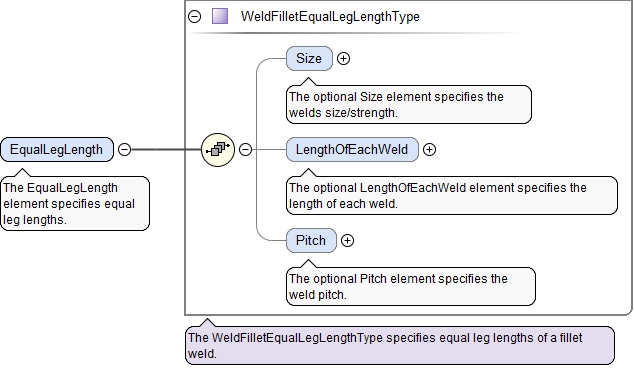 WeldFilletEqualLegLengthType
Size
The optional Size element specifies the
welds size/strength.
EqualLegLength
The EqualLegLength
element specifies equal
leg lengths.
LengthOfEachWeld
The optional LengthOfEachWeld element specifies the
length of each weld.
Pitch
The optional Pitch element specifies the
weld pitch.
The WeldFilletEqualLegLengthType specifies equal leg lengths of a fillet
weld.